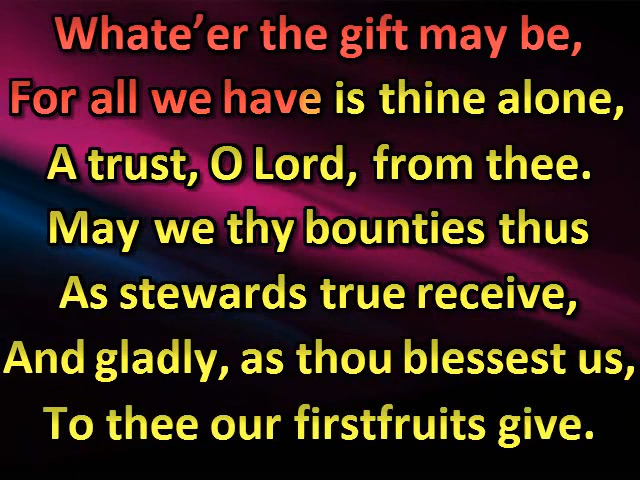 Whate’er the gift may be,
For all we have is thine alone,
A trust, O Lord, from thee.
May we thy bounties thus
As stewards true receive,
And gladly, as thou blessest us,
To thee our firstfruits give.